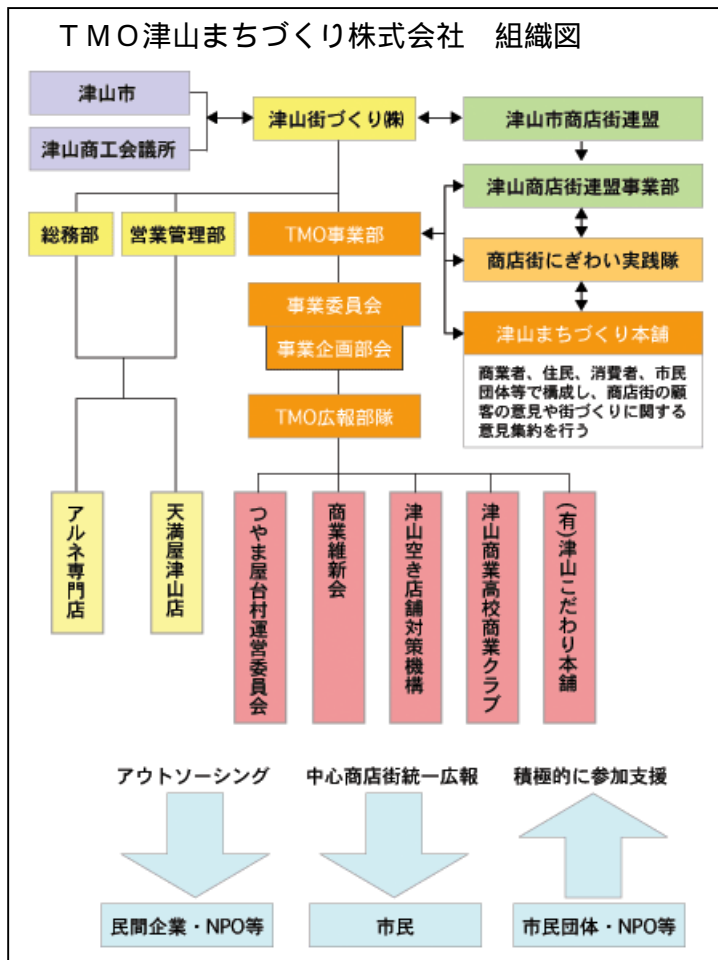 TMO津山まちづくり株式会社 組織図
津山市
津山商工会議所
津山街づくり㈱
津山市商店街連盟
津山商店街連盟事業部
総務部
営業管理部
TMO事業部
商店街にぎわい実践隊
事業委員会
事業企画部会
津山まちづくり本舗
商業者、住民、消費者、市民
団体等で構成し、商店街の顧
客の意見や街づくりに関する
意見集約を行う
TMO広報部隊
アルネ専門店
天満屋津山店
つやま屋台村運営委員会
商業維新会
津山空き店舗対策機構
津山商業高校商業クラブ
(有)津山こだわり本舗
アウトソーシング
中心商店街統一広報
積極的に参加支援
民間企業・NPO等
市民
市民団体・NPO等